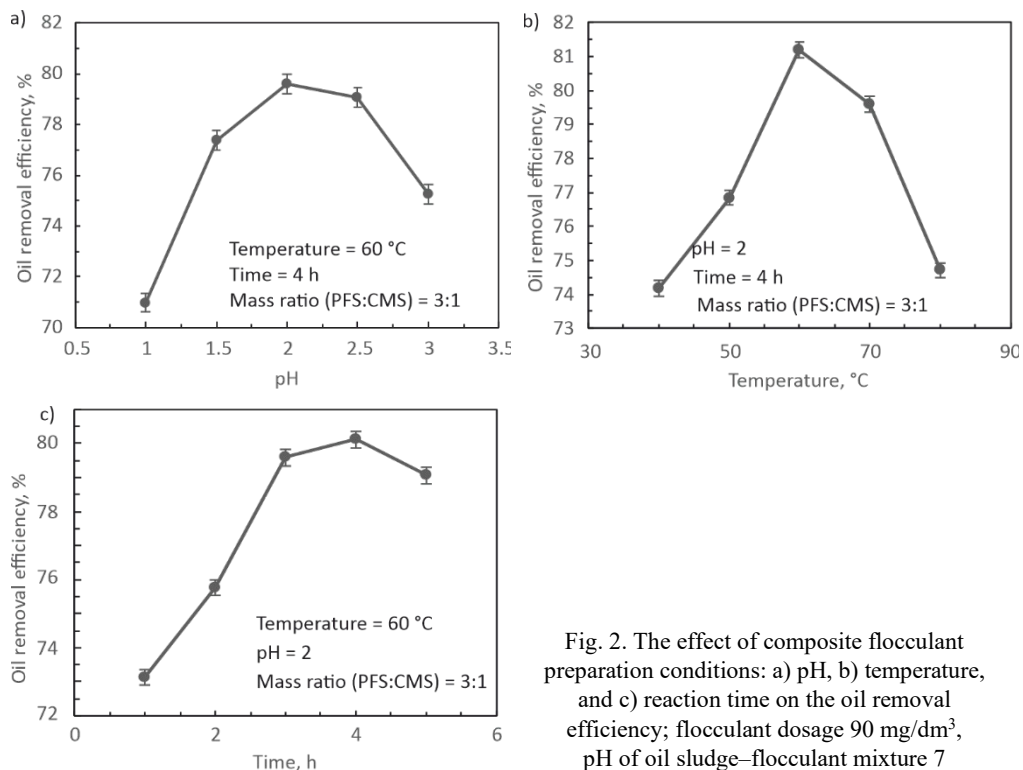 a)
Oil removal efficiency, %
82
80
78
76
74
72
70
Temperature = 60 °C
Time = 4 h
Mass ratio (PFS:CMS) = 3:1
0.5 1 1.5 2 2.5 3 3.5
pH
b)
Oil removal efficiency, %
82
81
80
79
78
77
76
75
74
73
pH = 2
Time = 4 h
Mass ratio (PFS:CMS) = 3:1
30 50 70 90
Temperature, °C
c)
Oil removal efficiency, %
80
78
76
74
72
Temperature = 60 °C
pH = 2
Mass ratio (PFS:CMS) = 3:1
0 2 4 6
Time, h
Fig. 2. The effect of composite flocculant
preparation conditions: a) pH, b) temperature,
and c) reaction time on the oil removal
efficiency; flocculant dosage 90 mg/dm³,
pH of oil sludge–flocculant mixture 7